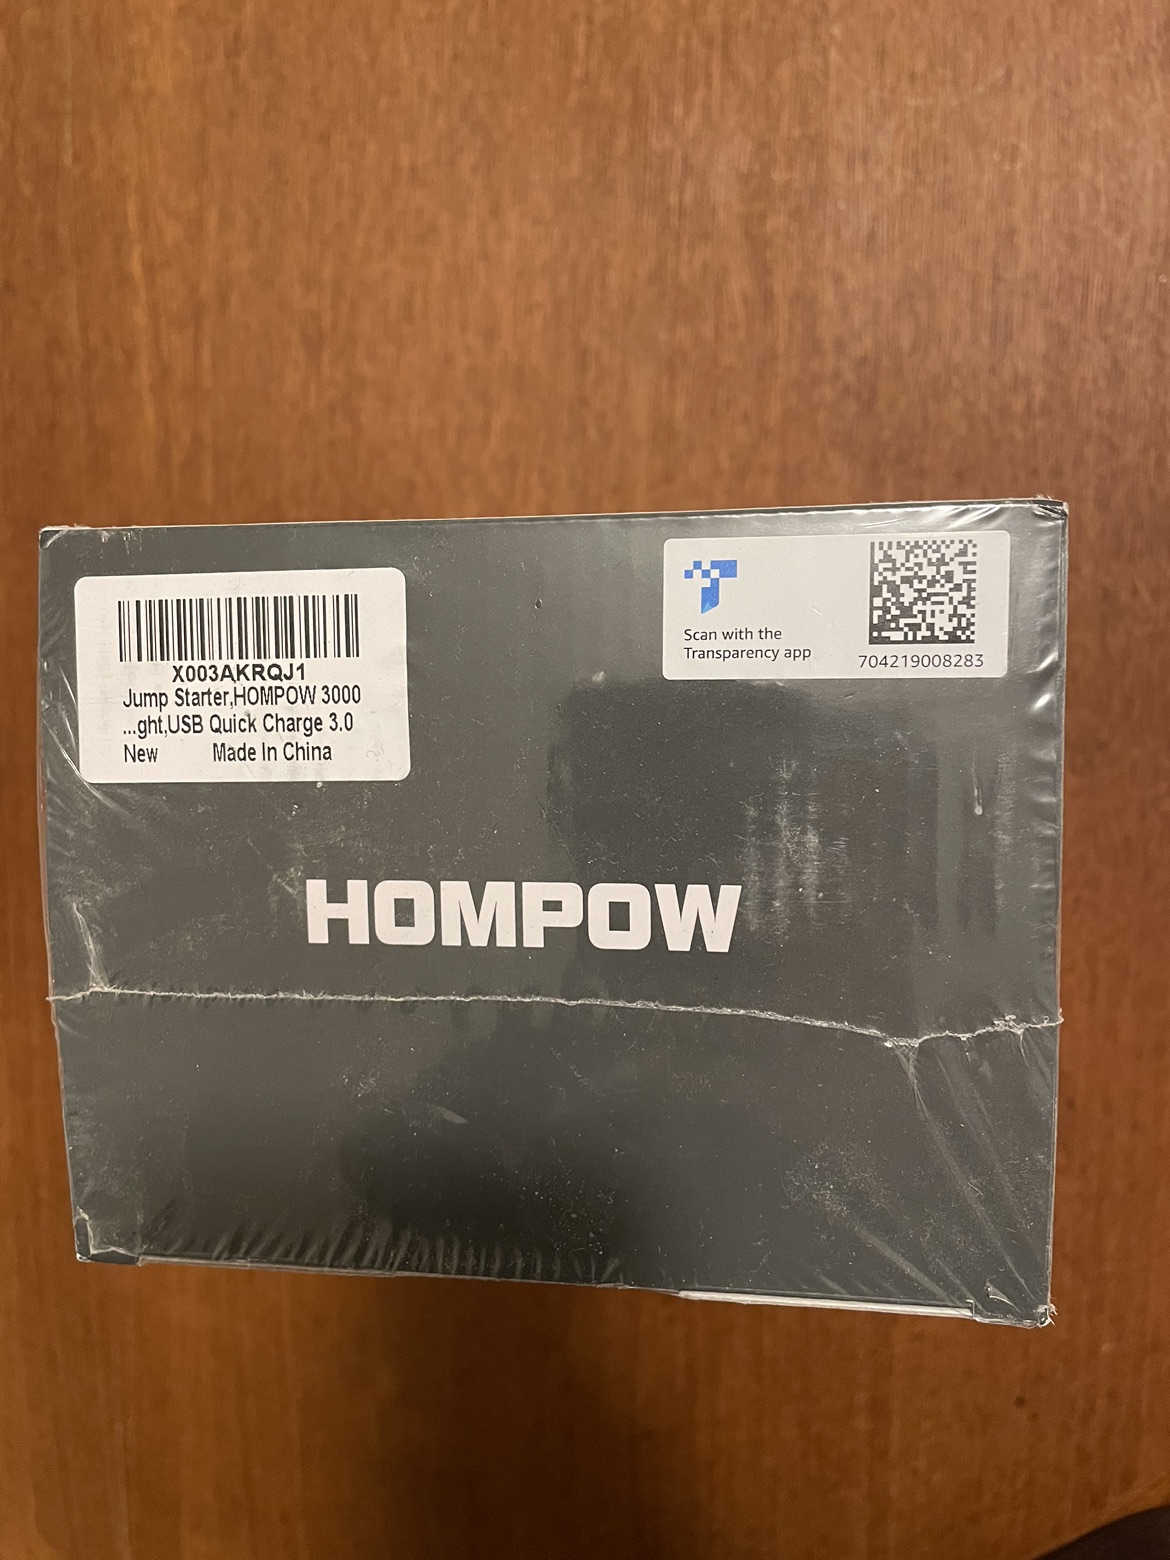 X003AKRQJ1
Jump Starter,HOMPOW 3000
...ght,USB Quick Charge 3.0
New Made In China
Scan with the
Transparency app
704219008283
HOMPOW